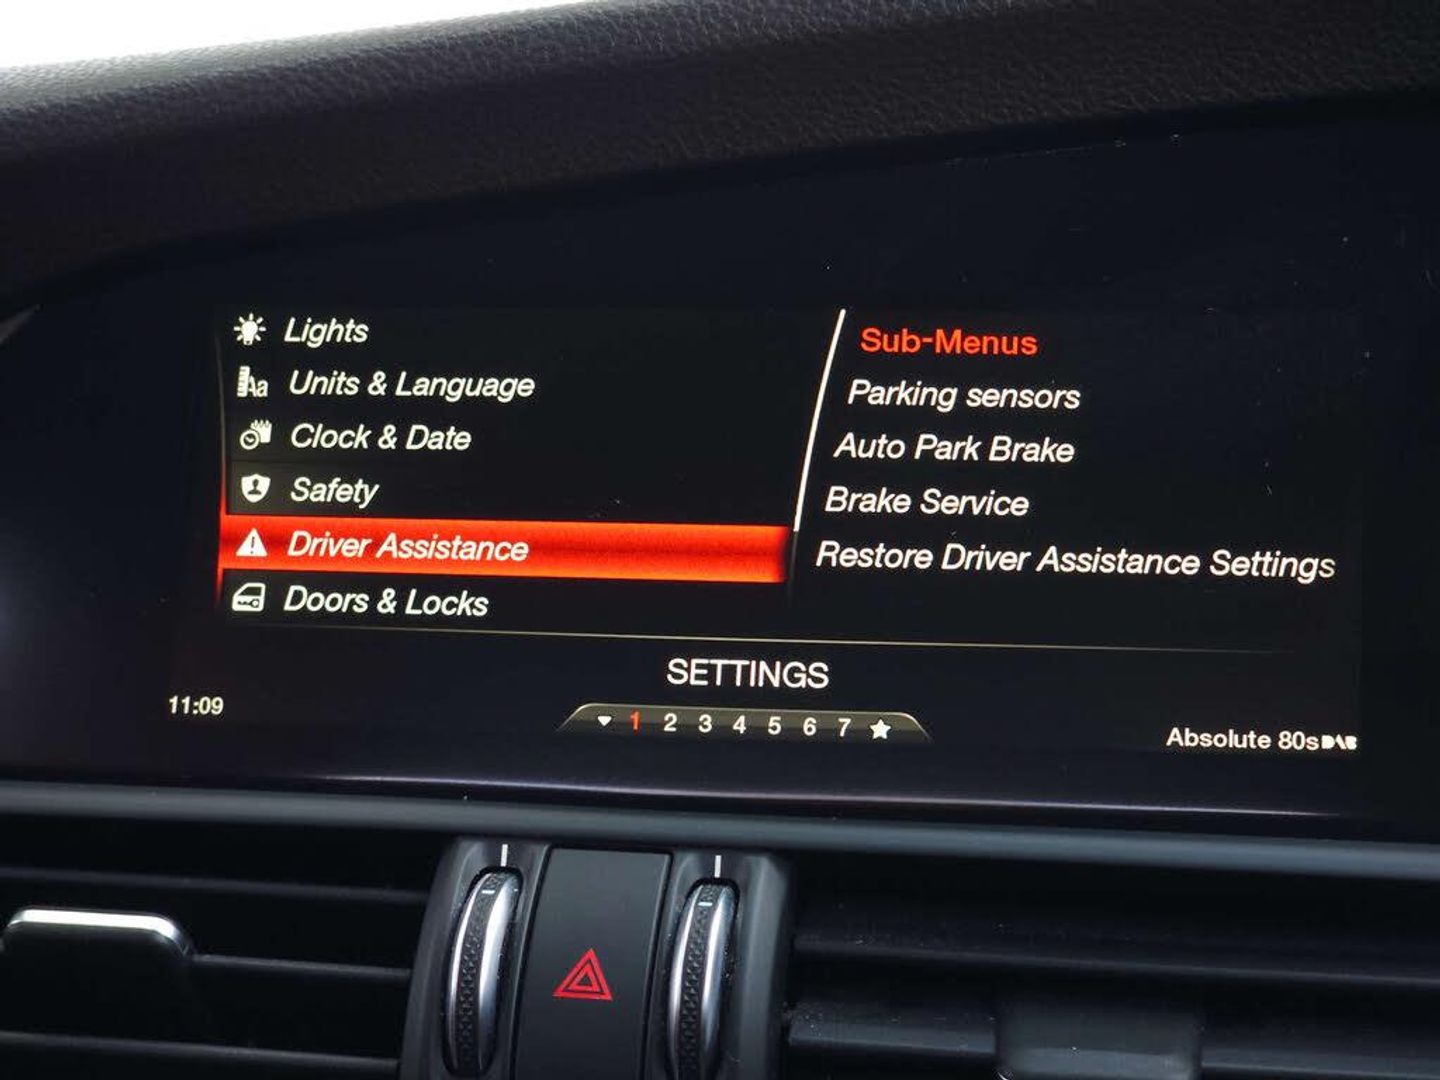 Lights
Units & Language
Clock & Date
Safety
Driver Assistance
Doors & Locks
Sub-Menus
Parking sensors
Auto Park Brake
Brake Service
Restore Driver Assistance Settings
SETTINGS
11:09
1 2 3 4 5 6 7
Absolute 80s DAB